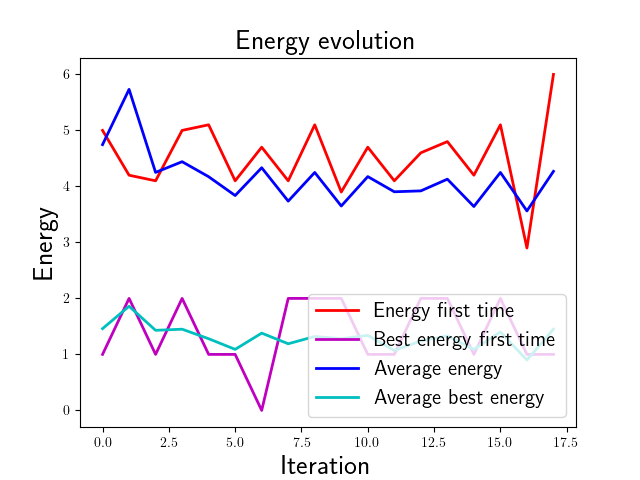 Energy evolution
6
5
4
3
2
1
0
Energy
Energy first time
Best energy first time
Average energy
Average best energy
0.0 2.5 5.0 7.5 10.0 12.5 15.0 17.5
Iteration